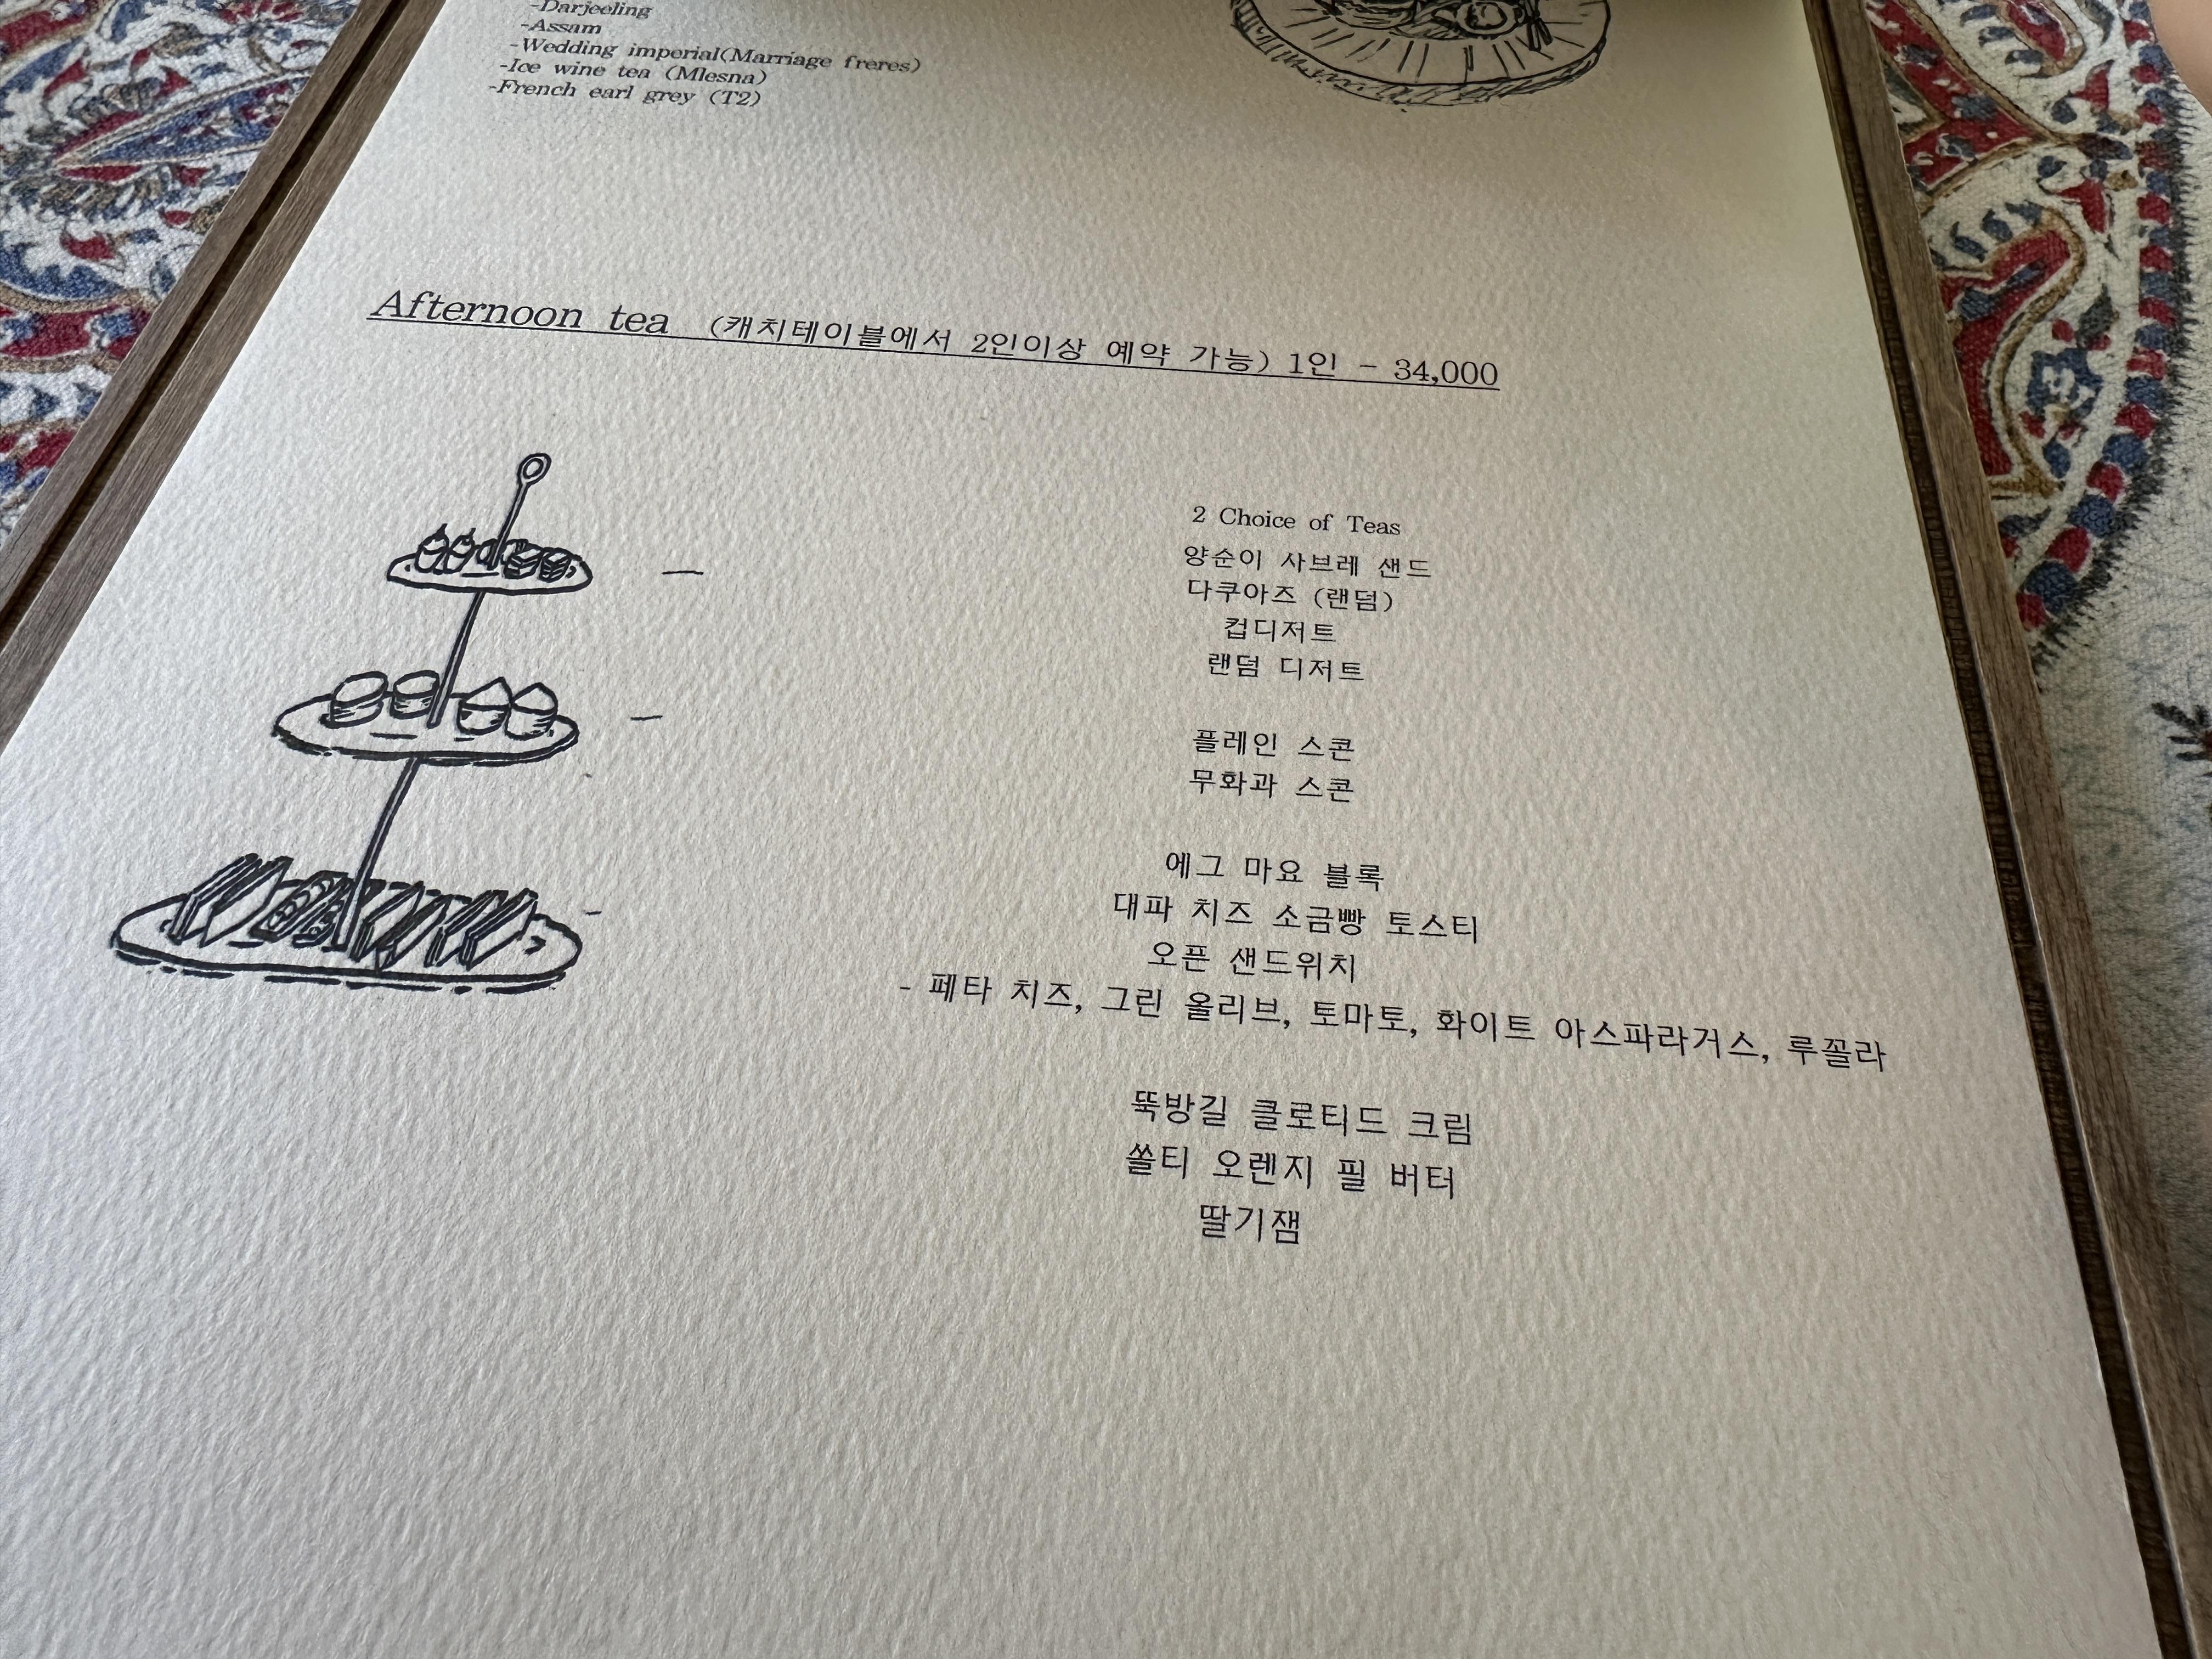 -Darjeeling
-Assam
-Wedding imperial(Marriage freres)
-Ice wine tea (Mlesna)
-French earl grey (T2)
Afternoon tea (캐치테이블에서 2인이상 예약 가능) 1인 - 34,000
2 Choice of Teas
양순이 사브레 샌드
다쿠아즈 (랜덤)
컵디저트
랜덤 디저트
플레인 스콘
무화과 스콘
에그 마요 블록
대파 치즈 소금빵 토스티
오픈 샌드위치
- 페타 치즈, 그린 올리브, 토마토, 화이트 아스파라거스, 루꼴라
뚝방길 클로티드 크림
쏠티 오렌지 필 버터
딸기잼